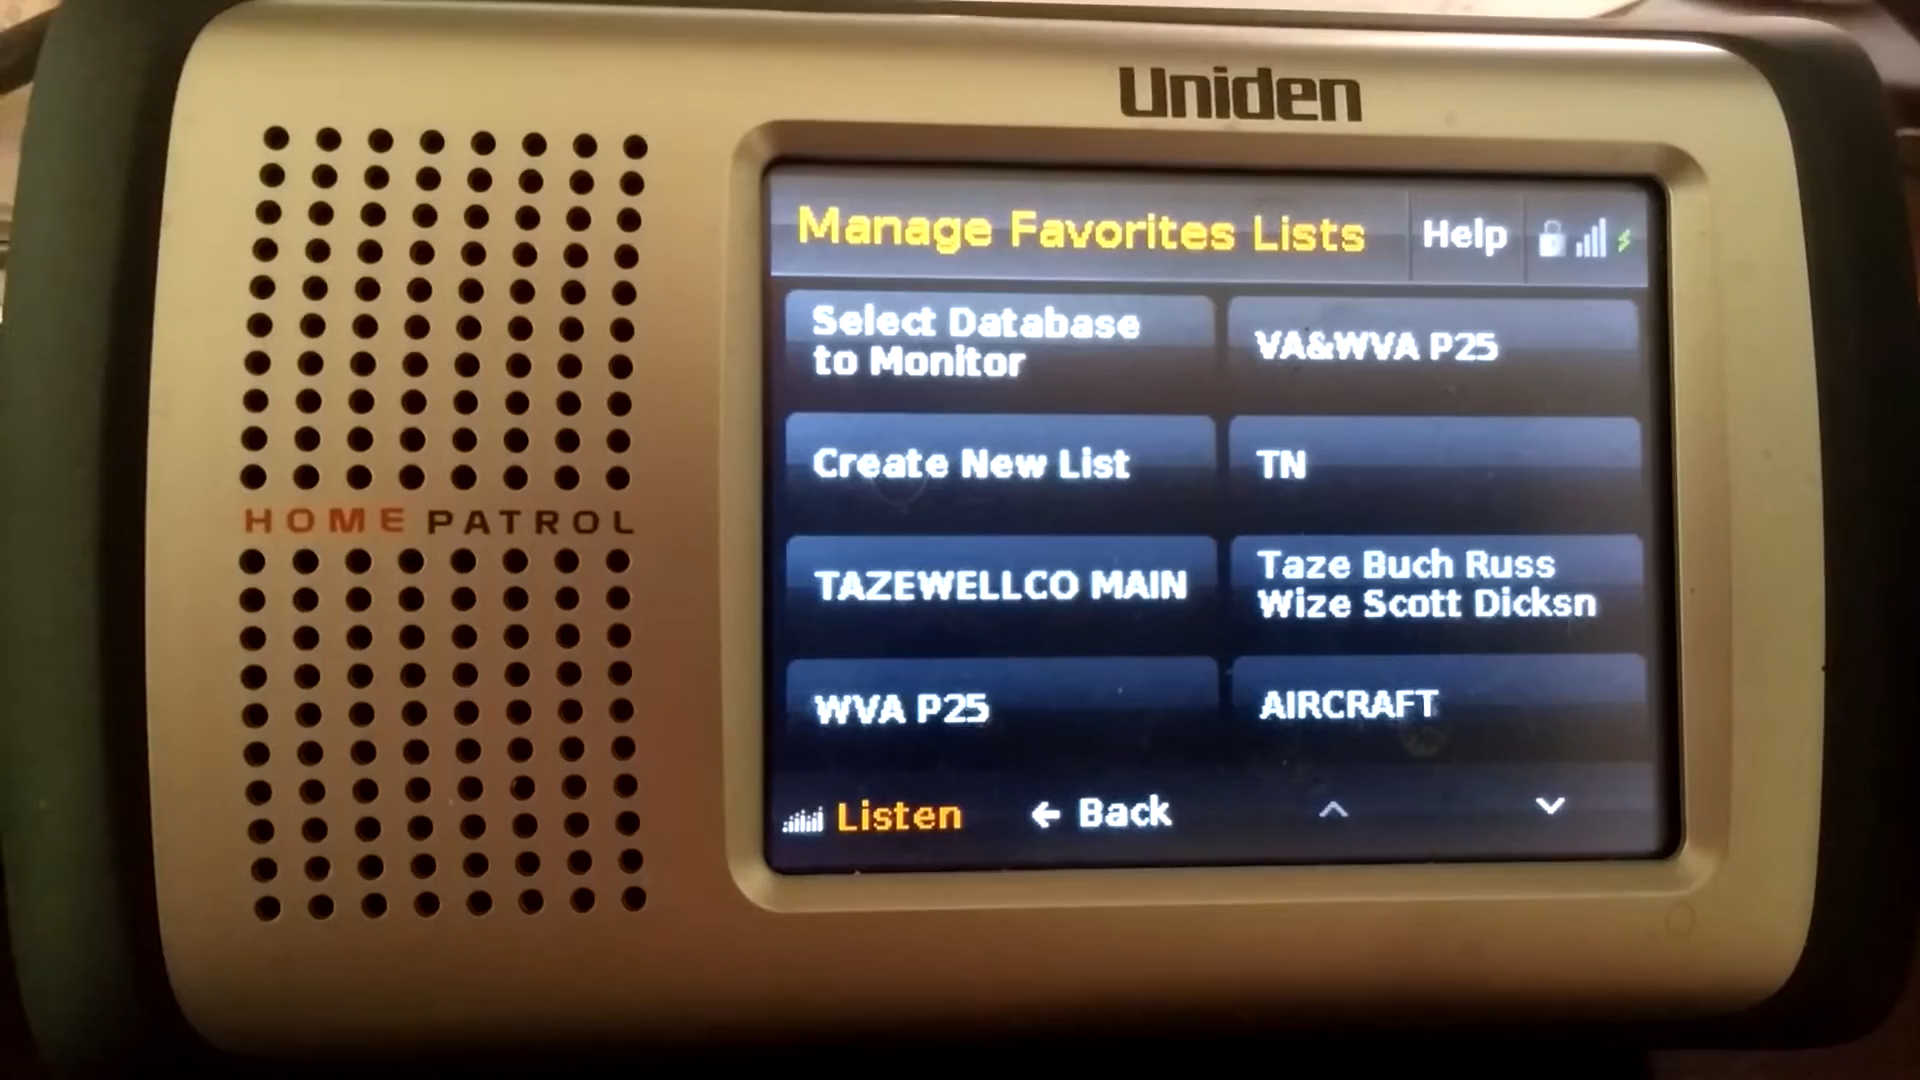 Uniden
Manage Favorites Lists
Help
Select Database
to Monitor
VA&WVA P25
Create New List
TN
HOME PATROL
TAZEWELLCO MAIN
Taze Buch Russ
Wize Scott Dicksn
WVA P25
AIRCRAFT
Listen
← Back